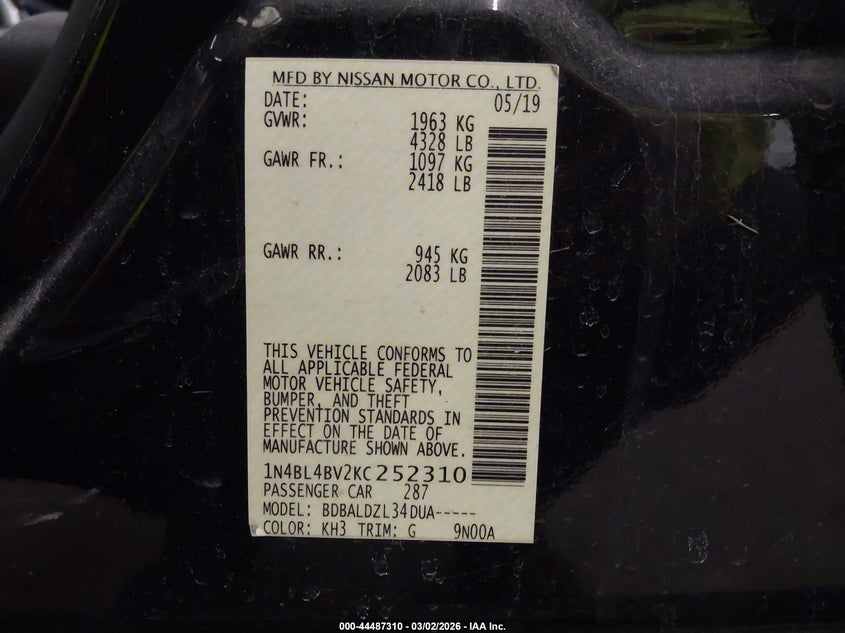 MFD BY NISSAN MOTOR CO., LTD.
DATE: 05/19
GVWR: 1963 KG
4328 LB
GAWR FR.: 1097 KG
2418 LB
GAWR RR.: 945 KG
2083 LB
THIS VEHICLE CONFORMS TO
ALL APPLICABLE FEDERAL
MOTOR VEHICLE SAFETY,
BUMPER, AND THEFT
PREVENTION STANDARDS IN
EFFECT ON THE DATE OF
MANUFACTURE SHOWN ABOVE.
1N4BL4BV2KC252310
PASSENGER CAR 287
MODEL: BDBALDZL34DUA-----
COLOR: KH3 TRIM: G 9N00A
000-44487310 - 03/02/2026 - IAA Inc.